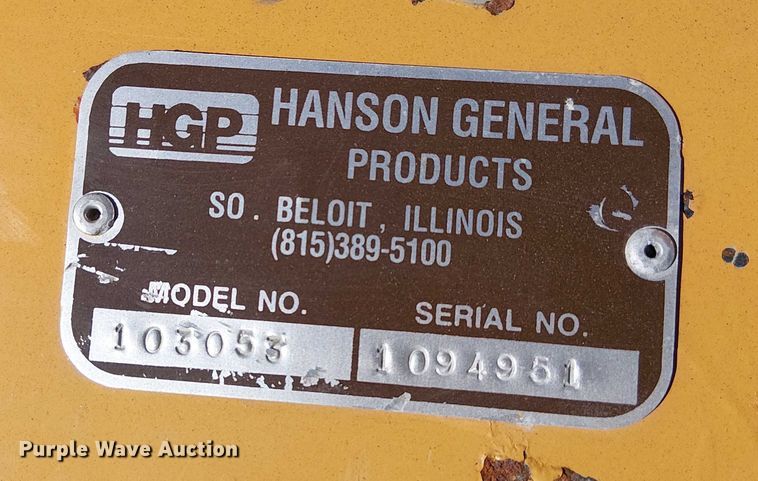 HGP HANSON GENERAL
PRODUCTS
SO. BELOIT, ILLINOIS
(815)389-5100
MODEL NO. SERIAL NO.
103053 1094951
Purple Wave Auction